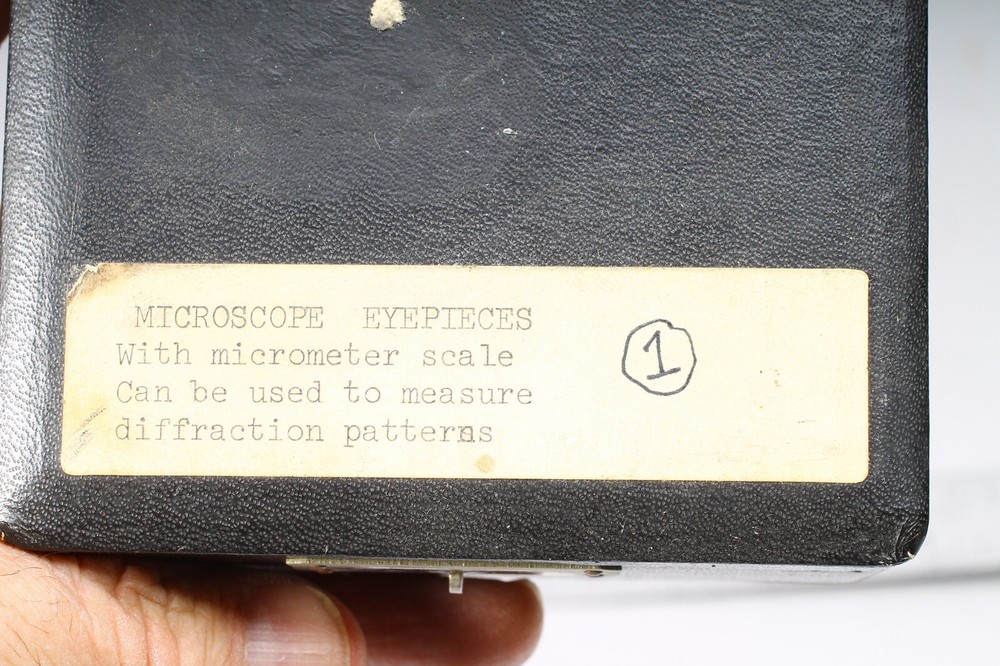 MICROSCOPE EYEPIECES
With micrometer scale
Can be used to measure
diffraction patterns
1